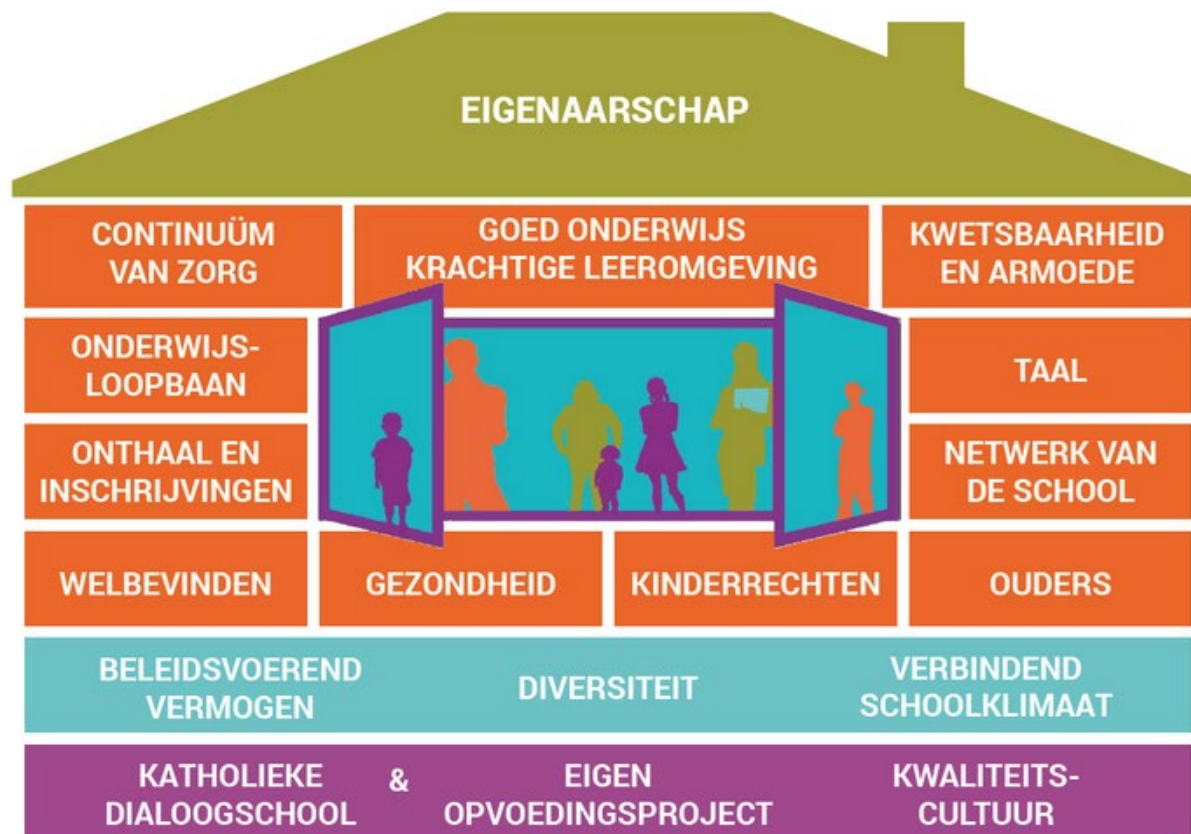 EIGENAARSCHAP
CONTINUÜM
VAN ZORG
GOED ONDERWIJS
KRACHTIGE LEEROMGEVING
KWETSBAARHEID
EN ARMOEDE
ONDERWIJS-
LOOPBAAN
TAAL
ONTHAAL EN
INSCHRIJVINGEN
NETWERK VAN
DE SCHOOL
WELBEVINDEN
GEZONDHEID
KINDERRECHTEN
OUDERS
BELEIDSVOEREND
VERMOGEN
DIVERSITEIT
VERBINDEND
SCHOOLKLIMAAT
KATHOLIEKE
DIALOOGSCHOOL
&
EIGEN
OPVOEDINGSPROJECT
KWALITEITS-
CULTUUR